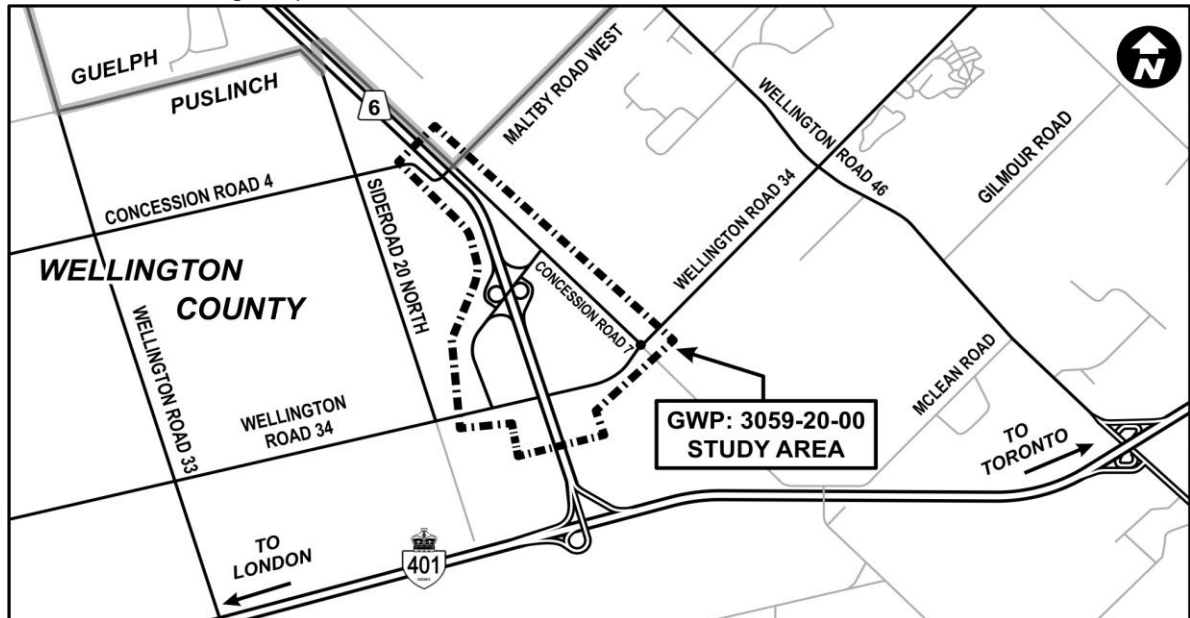 GUELPH
PUSLINCH
6
MALTBY ROAD WEST
N
WELLINGTON ROAD 46
GILMOUR ROAD
CONCESSION ROAD 4
SIDEROAD 20 NORTH
WELLINGTON ROAD 34
WELLINGTON
COUNTY
CONCESSION ROAD 7
WELLINGTON ROAD 33
WELLINGTON
ROAD 34
MCLEAN ROAD
GWP: 3059-20-00
STUDY AREA
TO
TORONTO
TO
LONDON
401